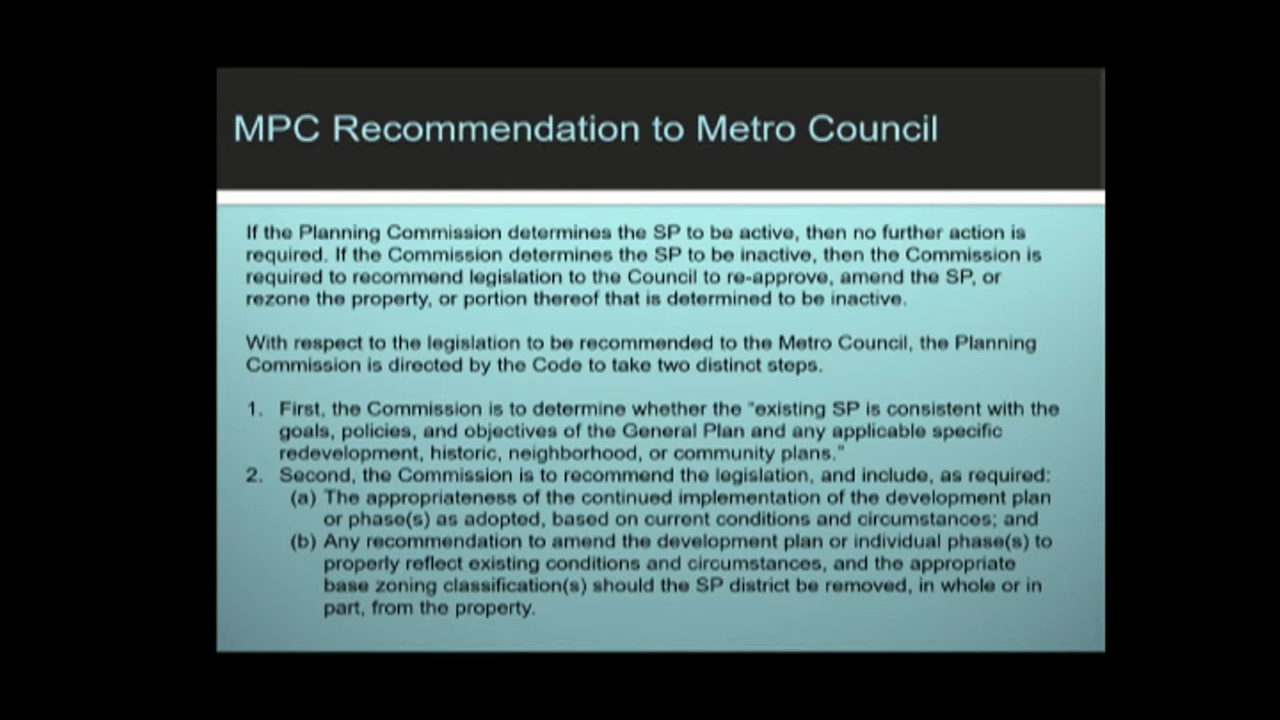 MPC Recommendation to Metro Council
If the Planning Commission determines the SP to be active, then no further action is
required. If the Commission determines the SP to be inactive, then the Commission is
required to recommend legislation to the Council to re-approve, amend the SP, or
rezone the property, or portion thereof that is determined to be inactive.
With respect to the legislation to be recommended to the Metro Council, the Planning
Commission is directed by the Code to take two distinct steps.
1. First, the Commission is to determine whether the "existing SP is consistent with the
goals, policies, and objectives of the General Plan and any applicable specific
redevelopment, historic, neighborhood, or community plans."
2. Second, the Commission is to recommend the legislation, and include, as required:
(a) The appropriateness of the continued implementation of the development plan
or phase(s) as adopted, based on current conditions and circumstances; and
(b) Any recommendation to amend the development plan or individual phase(s) to
properly reflect existing conditions and circumstances, and the appropriate
base zoning classification(s) should the SP district be removed, in whole or in
part, from the property.